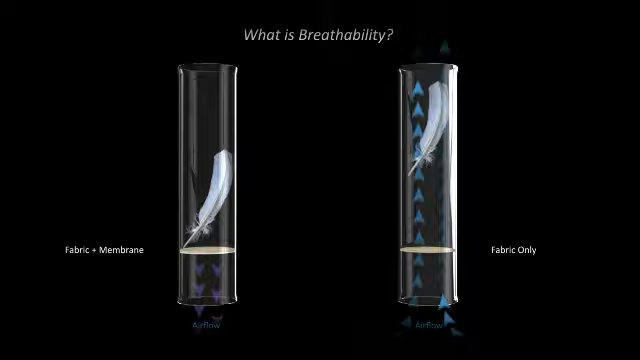 What is Breathability?
Fabric + Membrane
Fabric Only
Airflow
Airflow